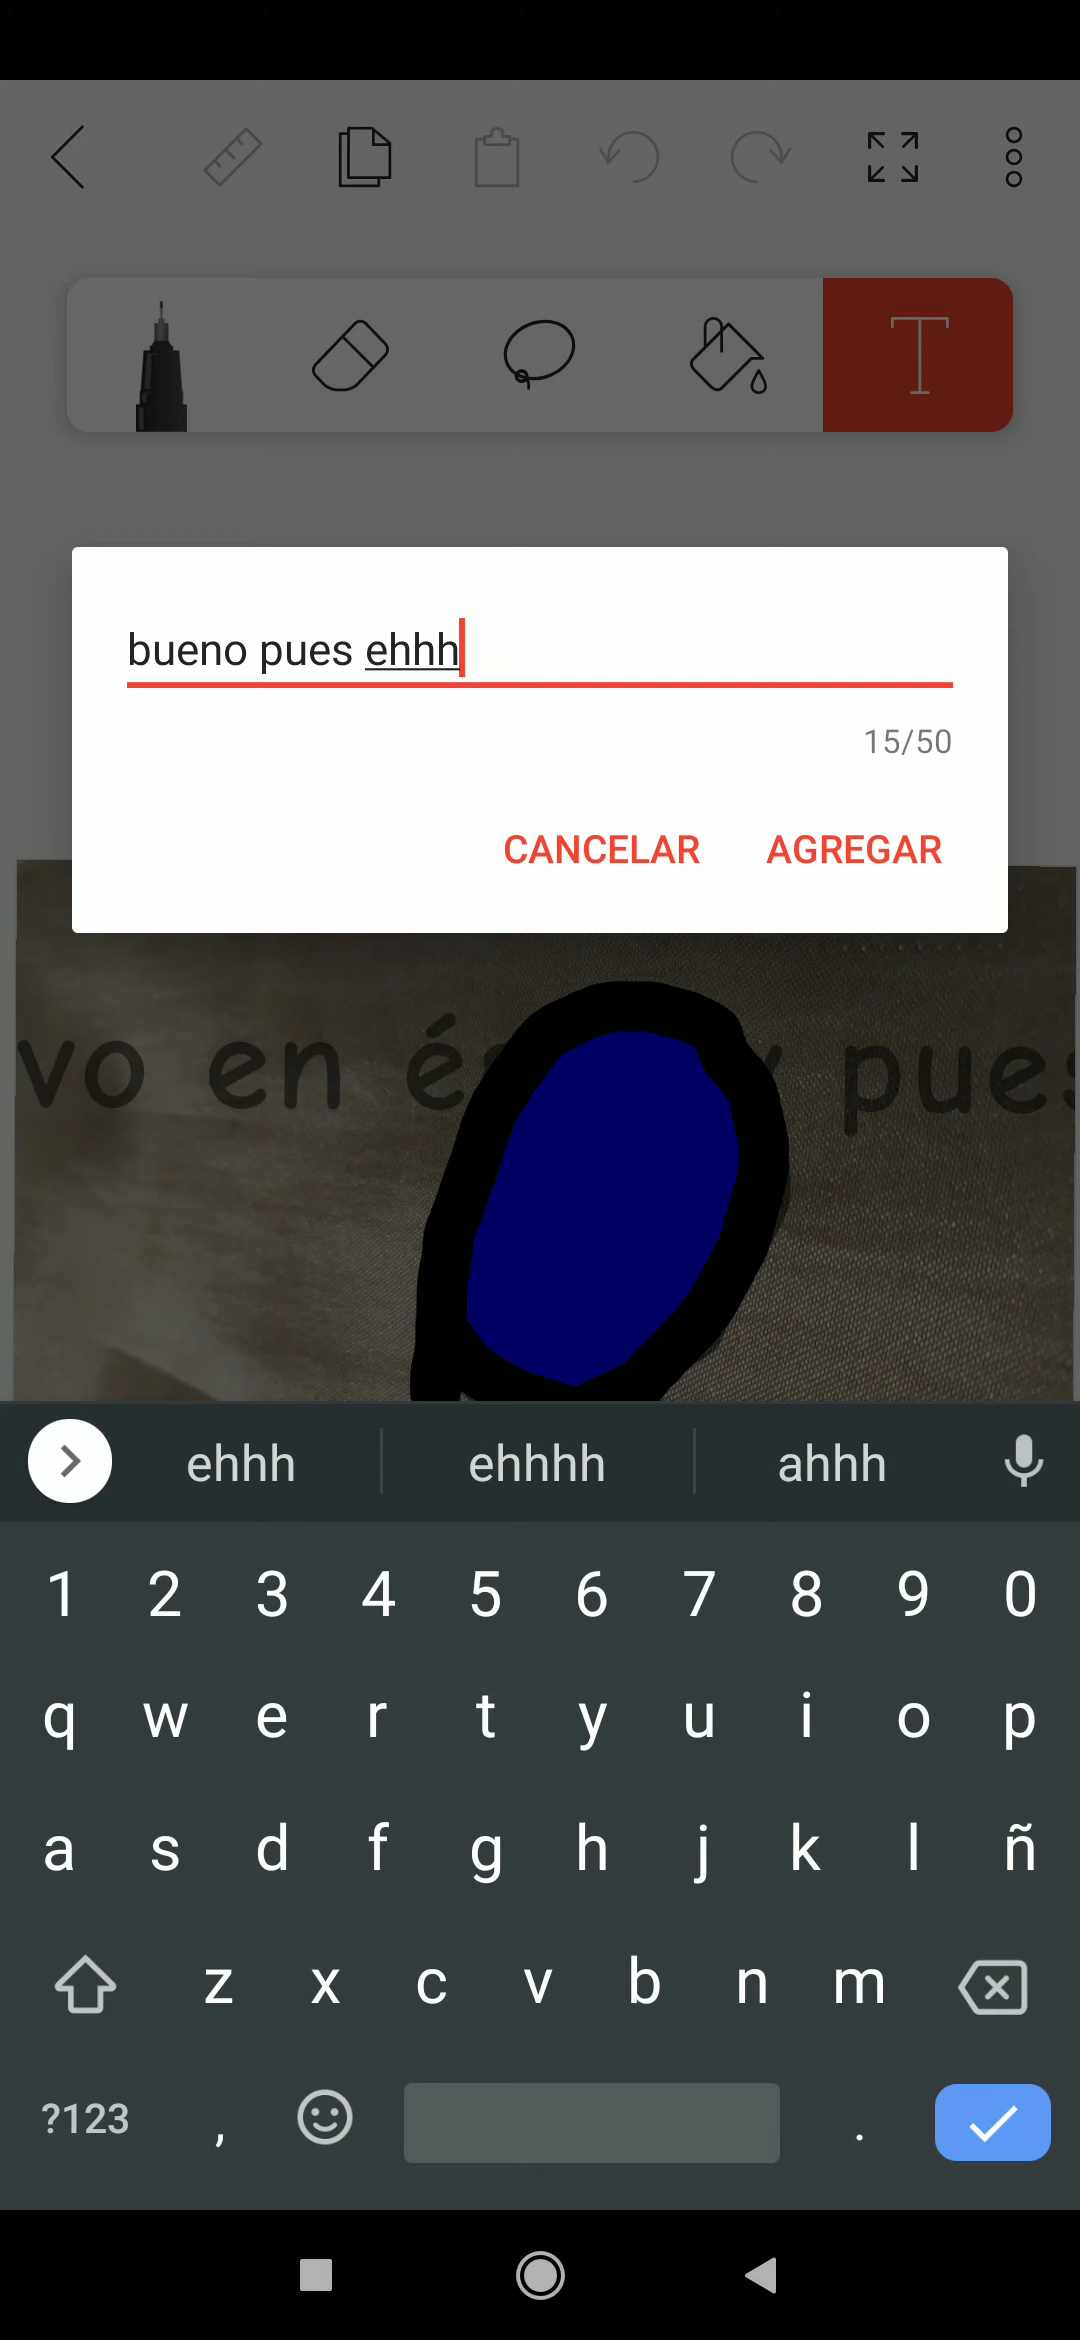 bueno pues ehhh
15/50
CANCELAR AGREGAR
vo en é y pues
ehhh ehhhh ahhh
1 2 3 4 5 6 7 8 9 0
q w e r t y u i o p
a s d f g h j k l ñ
z x c v b n m
?123 , .